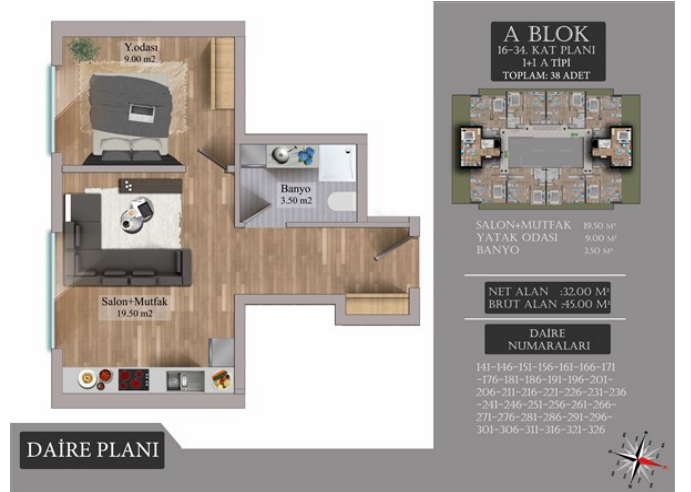 Y.odası
9.00 m2
Banyo
3.50 m2
Salon+Mutfak
19.50 m2
DAİRE PLANI
A BLOK
16-34. KAT PLANI
1+1 A TİPİ
TOPLAM: 38 ADET
SALON+MUTFAK 19.50 M²
YATAK ODASI 9.00 M²
BANYO 3.50 M²
NET ALAN :32.00 M²
BRÜT ALAN :45.00 M²
DAİRE
NUMARALARI
141-146-151-156-161-166-171
-176-181-186-191-196-201-
206-211-216-221-226-231-236
-241-246-251-256-261-266-
271-276-281-286-291-296-
301-306-311-316-321-326